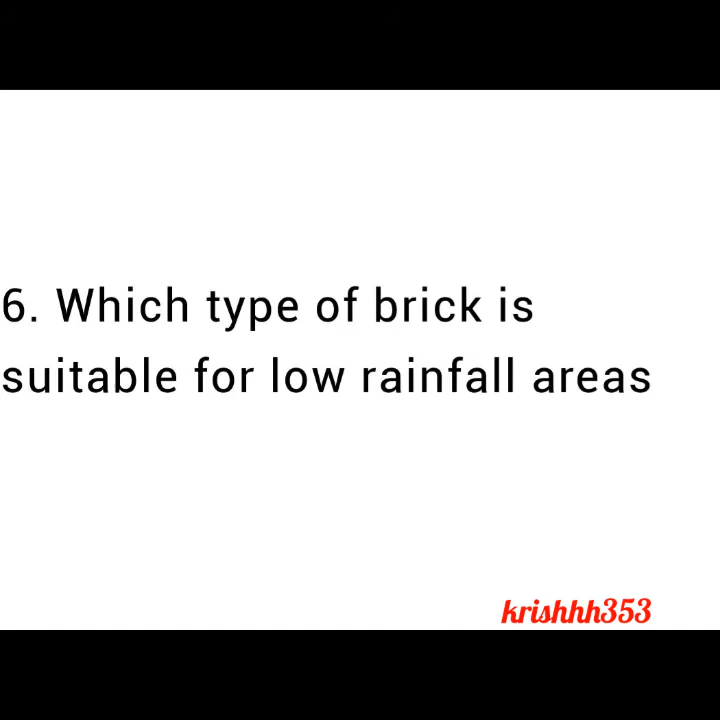 6. Which type of brick is
suitable for low rainfall areas
krishhh353